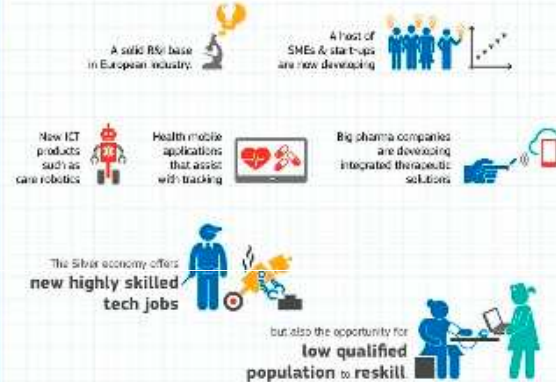 A solid R&I base
in European industry.
A host of
SMEs & start-ups
are now developing
New ICT
products
such as
care robotics
Health mobile
applications
that assist
with tracking
Big pharma companies
are developing
integrated therapeutic
solutions
The Silver economy offers
new highly skilled
tech jobs
but also the opportunity for
low qualified
population to reskill